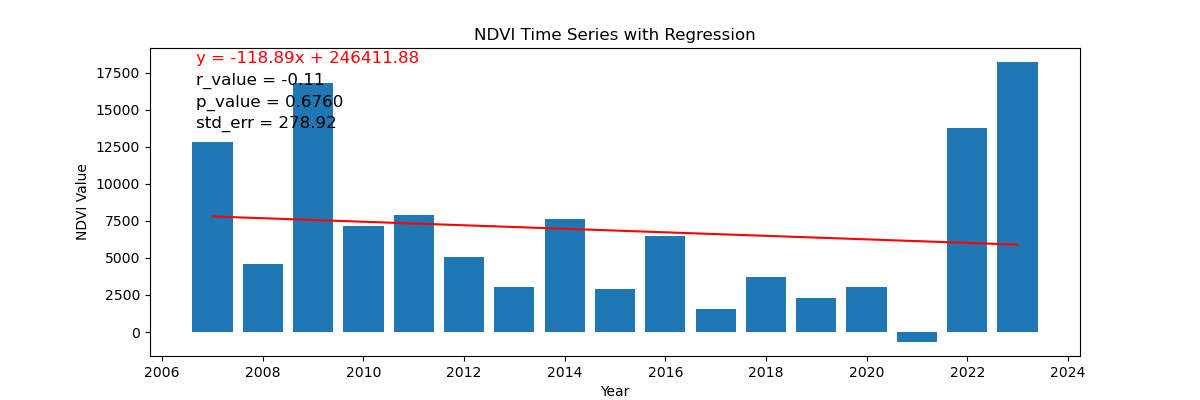 NDVI Time Series with Regression
y = -118.89x + 246411.88
r_value = -0.11
p_value = 0.6760
std_err = 278.92
17500
15000
12500
10000
7500
5000
2500
0
NDVI Value
2006 2008 2010 2012 2014 2016 2018 2020 2022 2024
Year